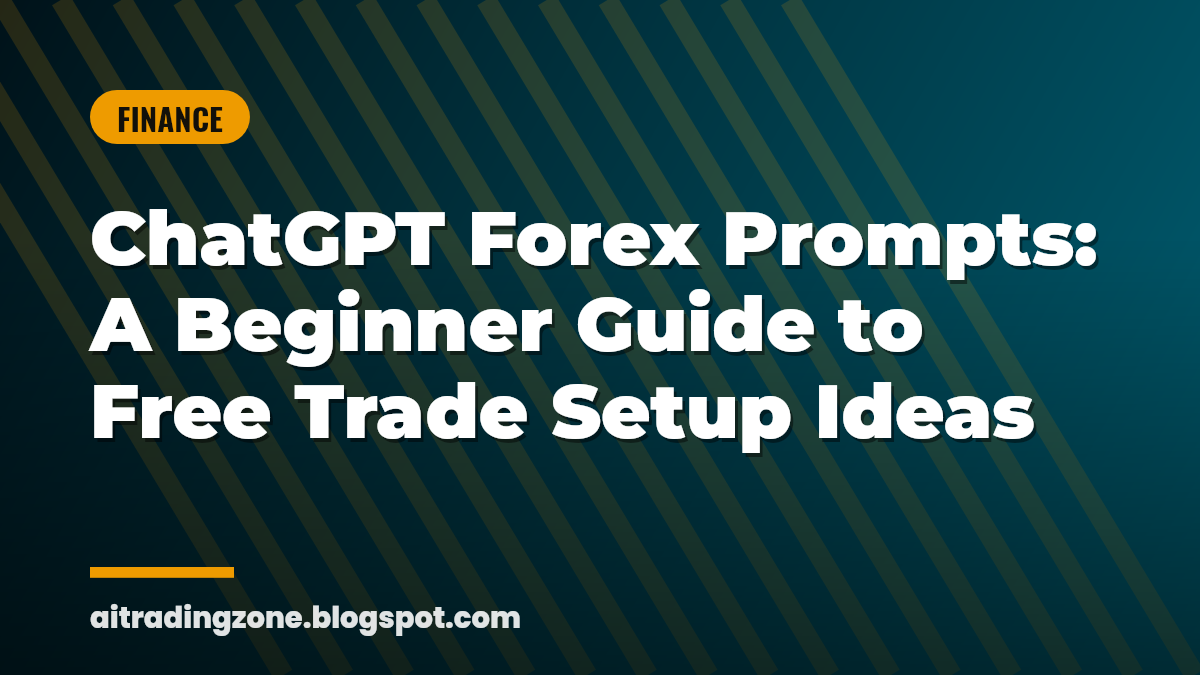 FINANCE
ChatGPT Forex Prompts:
A Beginner Guide to
Free Trade Setup Ideas
aitradingzone.blogspot.com